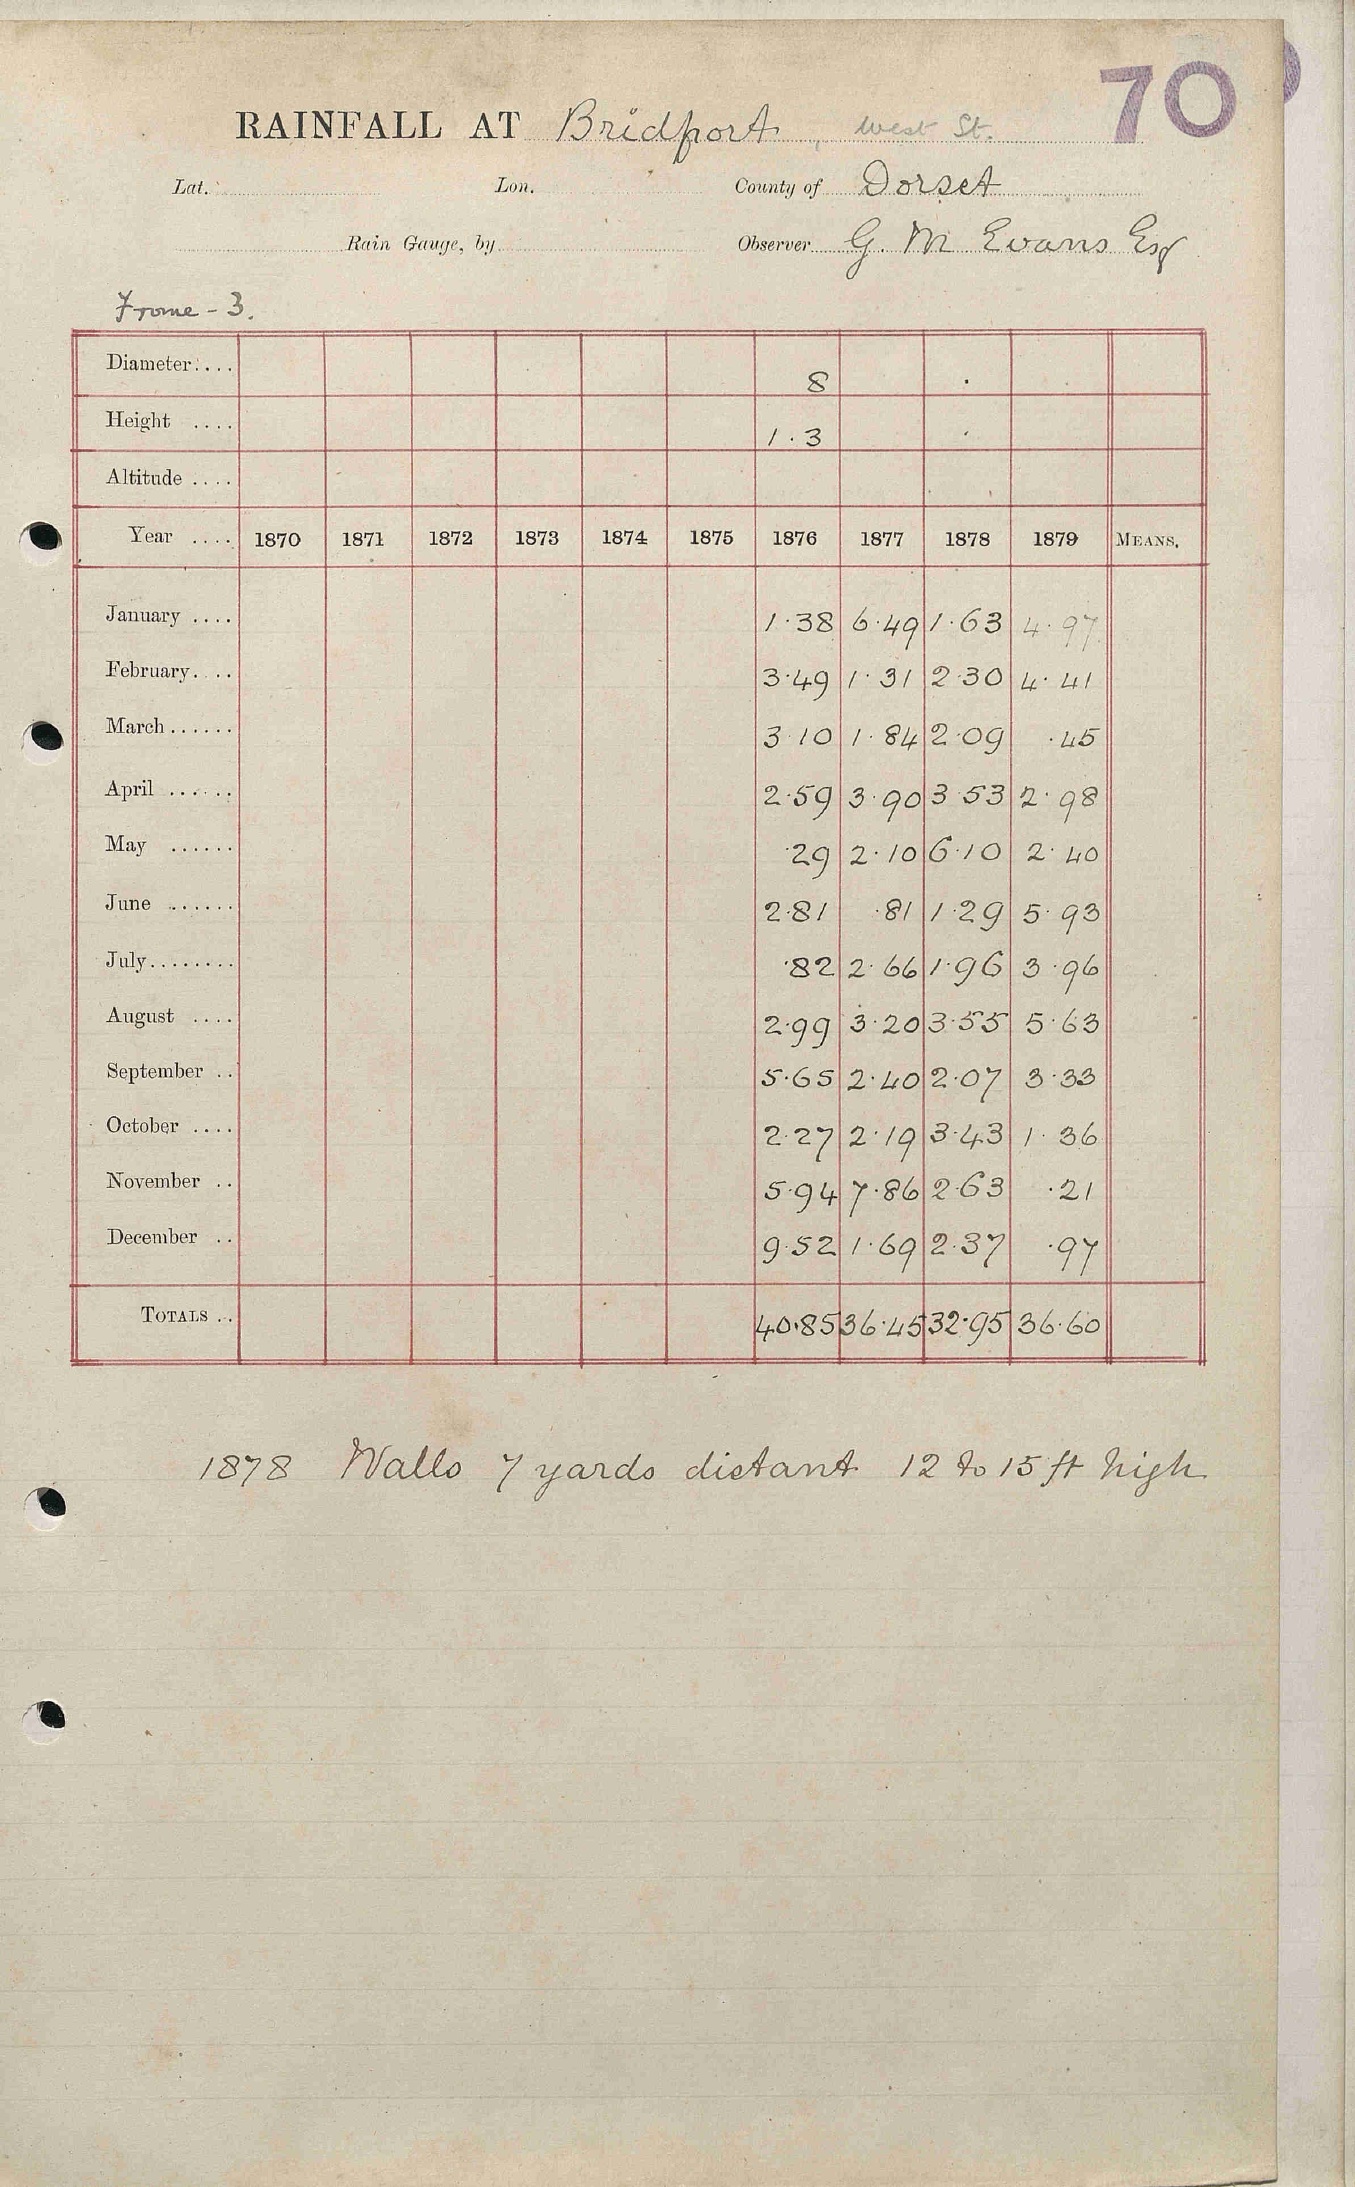 70
RAINFALL AT Bridport, West St.
Lat. Lon. County of Dorset
Rain Gauge, by Observer G. M Evans Esq
Frome - 3.
Diameter.... 8
Height .... 1.3
Altitude ....
Year .... 1870 1871 1872 1873 1874 1875 1876 1877 1878 1879 MEANS.
January .... 1.38 6.49 1.63 4.97
February.... 3.49 1.31 2.30 4.41
March...... 3.10 1.84 2.09 .45
April ...... 2.59 3.90 3.53 2.98
May ...... .29 2.10 6.10 2.40
June ...... 2.81 .81 1.29 5.93
July........ .82 2.66 1.96 3.96
August .... 2.99 3.20 3.55 5.63
September .. 5.65 2.40 2.07 3.33
October .... 2.27 2.19 3.43 1.36
November .. 5.94 7.86 2.63 .21
December .. 9.52 1.69 2.37 .97
TOTALS .. 40.85 36.45 32.95 36.60
1878 Walls 7 yards distant 12 to 15 ft high